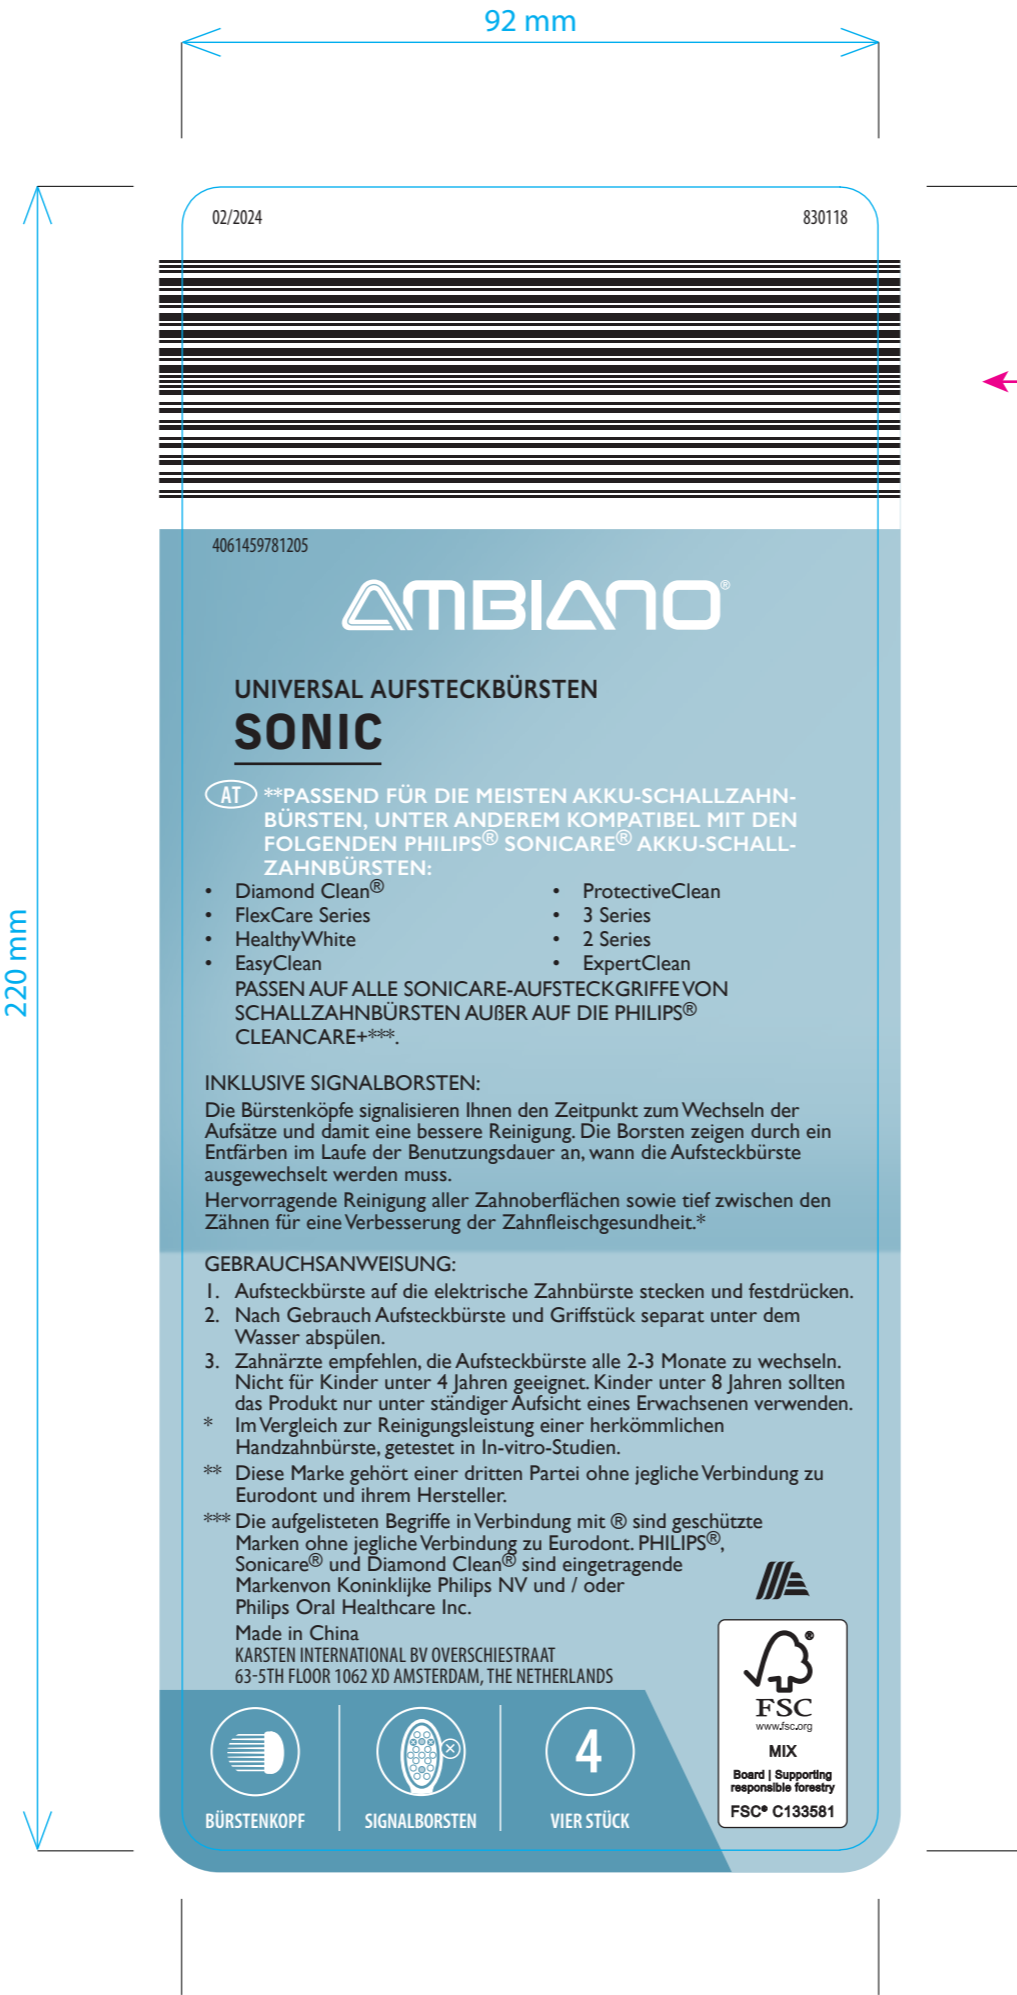 92 mm
220 mm
02/2024
830118
4061459781205
AMBIANO®
UNIVERSAL AUFSTECKBÜRSTEN
SONIC
AT **PASSEND FÜR DIE MEISTEN AKKU-SCHALLZAHN-
BÜRSTEN, UNTER ANDEREM KOMPATIBEL MIT DEN
FOLGENDEN PHILIPS® SONICARE® AKKU-SCHALL-
ZAHNBÜRSTEN:
• Diamond Clean®
• FlexCare Series
• HealthyWhite
• EasyClean
• ProtectiveClean
• 3 Series
• 2 Series
• ExpertClean
PASSEN AUF ALLE SONICARE-AUFSTECKGRIFFE VON
SCHALLZAHNBÜRSTEN AUßER AUF DIE PHILIPS®
CLEANCARE+***.
INKLUSIVE SIGNALBORSTEN:
Die Bürstenköpfe signalisieren Ihnen den Zeitpunkt zum Wechseln der
Aufsätze und damit eine bessere Reinigung. Die Borsten zeigen durch ein
Entfärben im Laufe der Benutzungsdauer an, wann die Aufsteckbürste
ausgewechselt werden muss.
Hervorragende Reinigung aller Zahnoberflächen sowie tief zwischen den
Zähnen für eine Verbesserung der Zahnfleischgesundheit.*
GEBRAUCHSANWEISUNG:
1. Aufsteckbürste auf die elektrische Zahnbürste stecken und festdrücken.
2. Nach Gebrauch Aufsteckbürste und Griffstück separat unter dem
Wasser abspülen.
3. Zahnärzte empfehlen, die Aufsteckbürste alle 2-3 Monate zu wechseln.
Nicht für Kinder unter 4 Jahren geeignet. Kinder unter 8 Jahren sollten
das Produkt nur unter ständiger Aufsicht eines Erwachsenen verwenden.
* Im Vergleich zur Reinigungsleistung einer herkömmlichen
Handzahnbürste, getestet in In-vitro-Studien.
** Diese Marke gehört einer dritten Partei ohne jegliche Verbindung zu
Eurodont und ihrem Hersteller.
*** Die aufgelisteten Begriffe in Verbindung mit ® sind geschützte
Marken ohne jegliche Verbindung zu Eurodont. PHILIPS®,
Sonicare® und Diamond Clean® sind eingetragende
Markenvon Koninklijke Philips NV und / oder
Philips Oral Healthcare Inc.
Made in China
KARSTEN INTERNATIONAL BV OVERSCHIESTRAAT
63-5TH FLOOR 1062 XD AMSTERDAM, THE NETHERLANDS
®
FSC
www.fsc.org
MIX
Board | Supporting
responsible forestry
FSC® C133581
BÜRSTENKOPF
SIGNALBORSTEN
4
VIER STÜCK